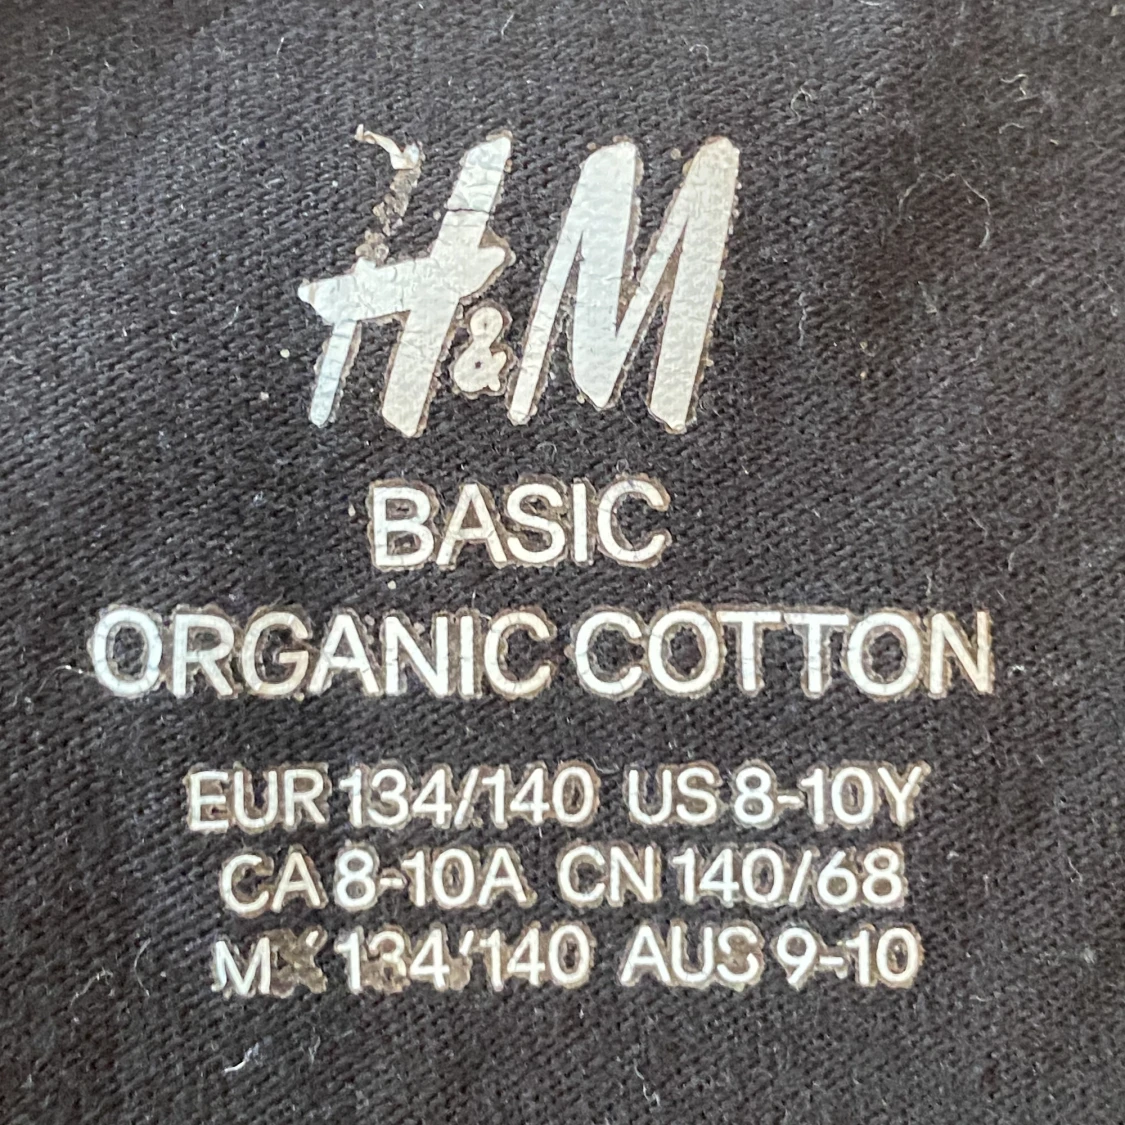 H&M
BASIC
ORGANIC COTTON
EUR 134/140 US 8-10Y
CA 8-10A CN 140/68
MX 134/140 AUS 9-10